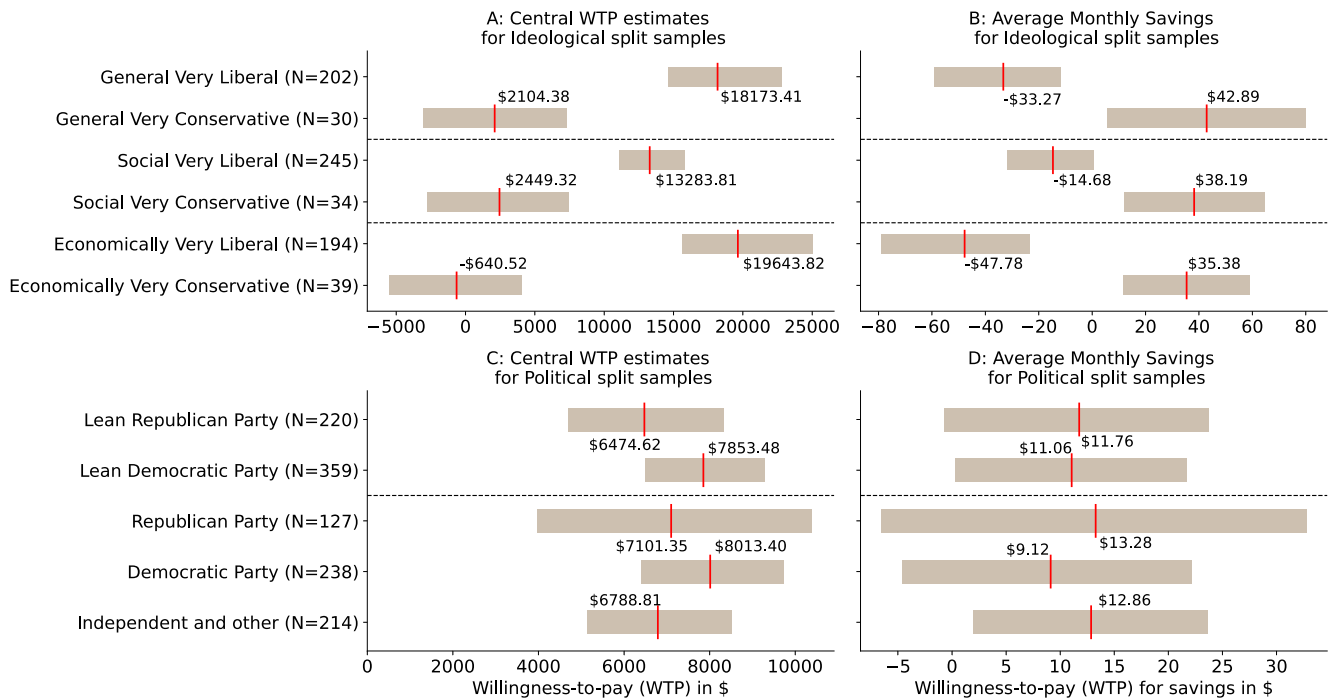 A: Central WTP estimates
for Ideological split samples
General Very Liberal (N=202)
General Very Conservative (N=30)
Social Very Liberal (N=245)
Social Very Conservative (N=34)
Economically Very Liberal (N=194)
Economically Very Conservative (N=39)
$18173.41
$2104.38
$13283.81
$2449.32
$19643.82
-$640.52
−5000 0 5000 10000 15000 20000 25000
B: Average Monthly Savings
for Ideological split samples
-$33.27
$42.89
-$14.68
$38.19
-$47.78
$35.38
−80 −60 −40 −20 0 20 40 60 80
C: Central WTP estimates
for Political split samples
Lean Republican Party (N=220)
Lean Democratic Party (N=359)
Republican Party (N=127)
Democratic Party (N=238)
Independent and other (N=214)
$6474.62
$7853.48
$7101.35
$8013.40
$6788.81
0 2000 4000 6000 8000 10000
Willingness-to-pay (WTP) in $
D: Average Monthly Savings
for Political split samples
$11.76
$11.06
$13.28
$9.12
$12.86
−5 0 5 10 15 20 25 30
Willingness-to-pay (WTP) for savings in $